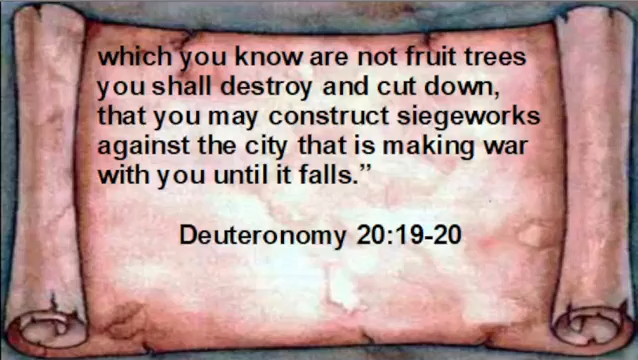 which you know are not fruit trees
you shall destroy and cut down,
that you may construct siegeworks
against the city that is making war
with you until it falls.”
Deuteronomy 20:19-20